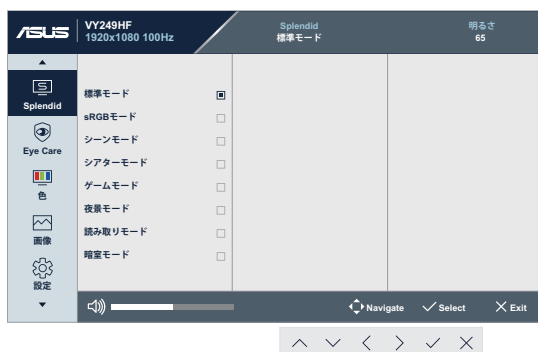 ASUS
VY249HF
1920x1080 100Hz
Splendid
標準モード
明るさ
65
Splendid
Eye Care
色
画像
設定
標準モード
sRGBモード
シーンモード
シアターモード
ゲームモード
夜景モード
読み取りモード
暗室モード
Navigate
Select
Exit